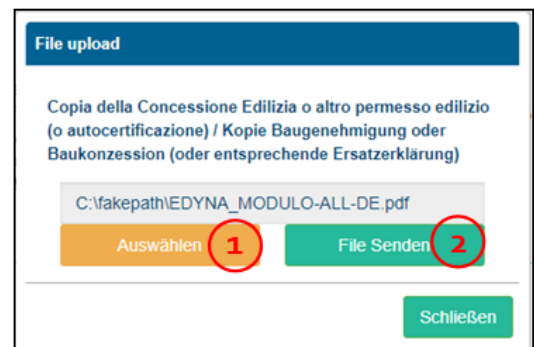 File upload
Copia della Concessione Edilizia o altro permesso edilizio
(o autocertificazione) / Kopie Baugenehmigung oder
Baukonzession (oder entsprechende Ersatzerklärung)
C:\fakepath\EDYNA_MODULO-ALL-DE.pdf
Auswählen 1 File Senden 2
Schließen